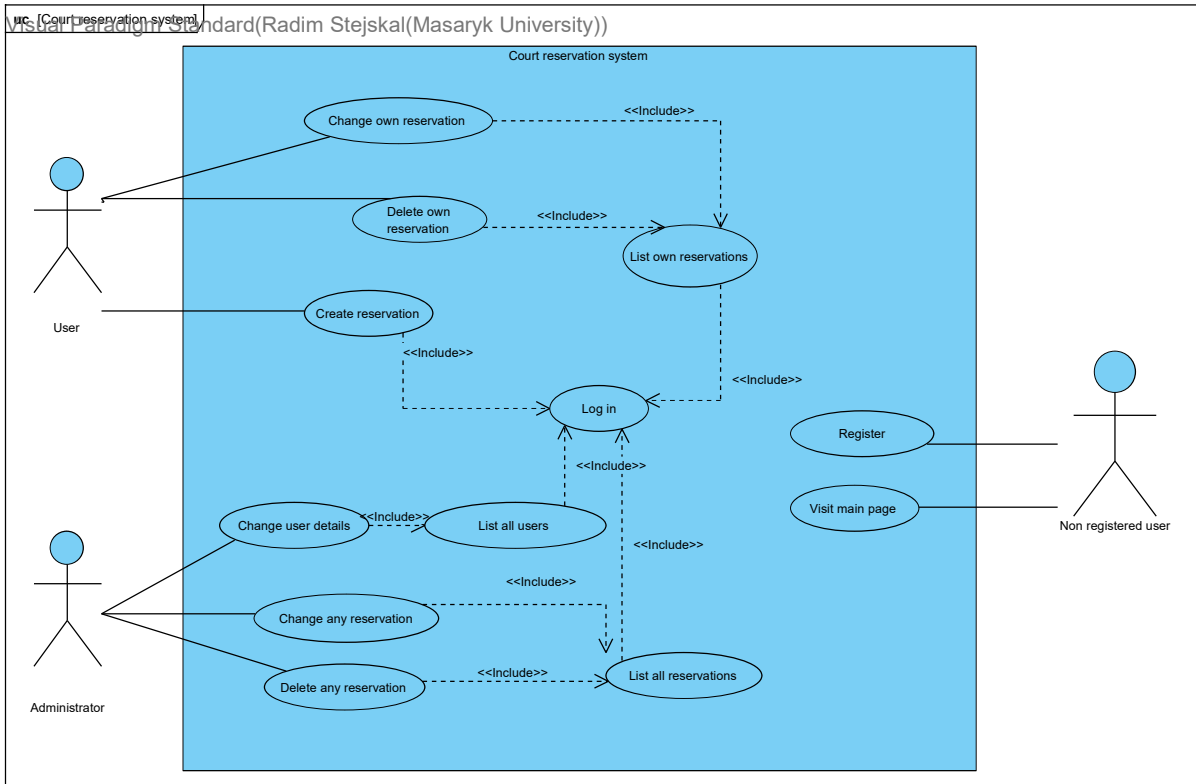 uc [Court reservation system]
Visual Paradigm Standard(Radim Stejskal(Masaryk University))
Court reservation system
Change own reservation
<<Include>>
Delete own
reservation
<<Include>>
List own reservations
User
Create reservation
<<Include>>
<<Include>>
Log in
Register
<<Include>>
Change user details
<<Include>>
List all users
Visit main page
Non registered user
<<Include>>
<<Include>>
Change any reservation
<<Include>>
Delete any reservation
List all reservations
Administrator